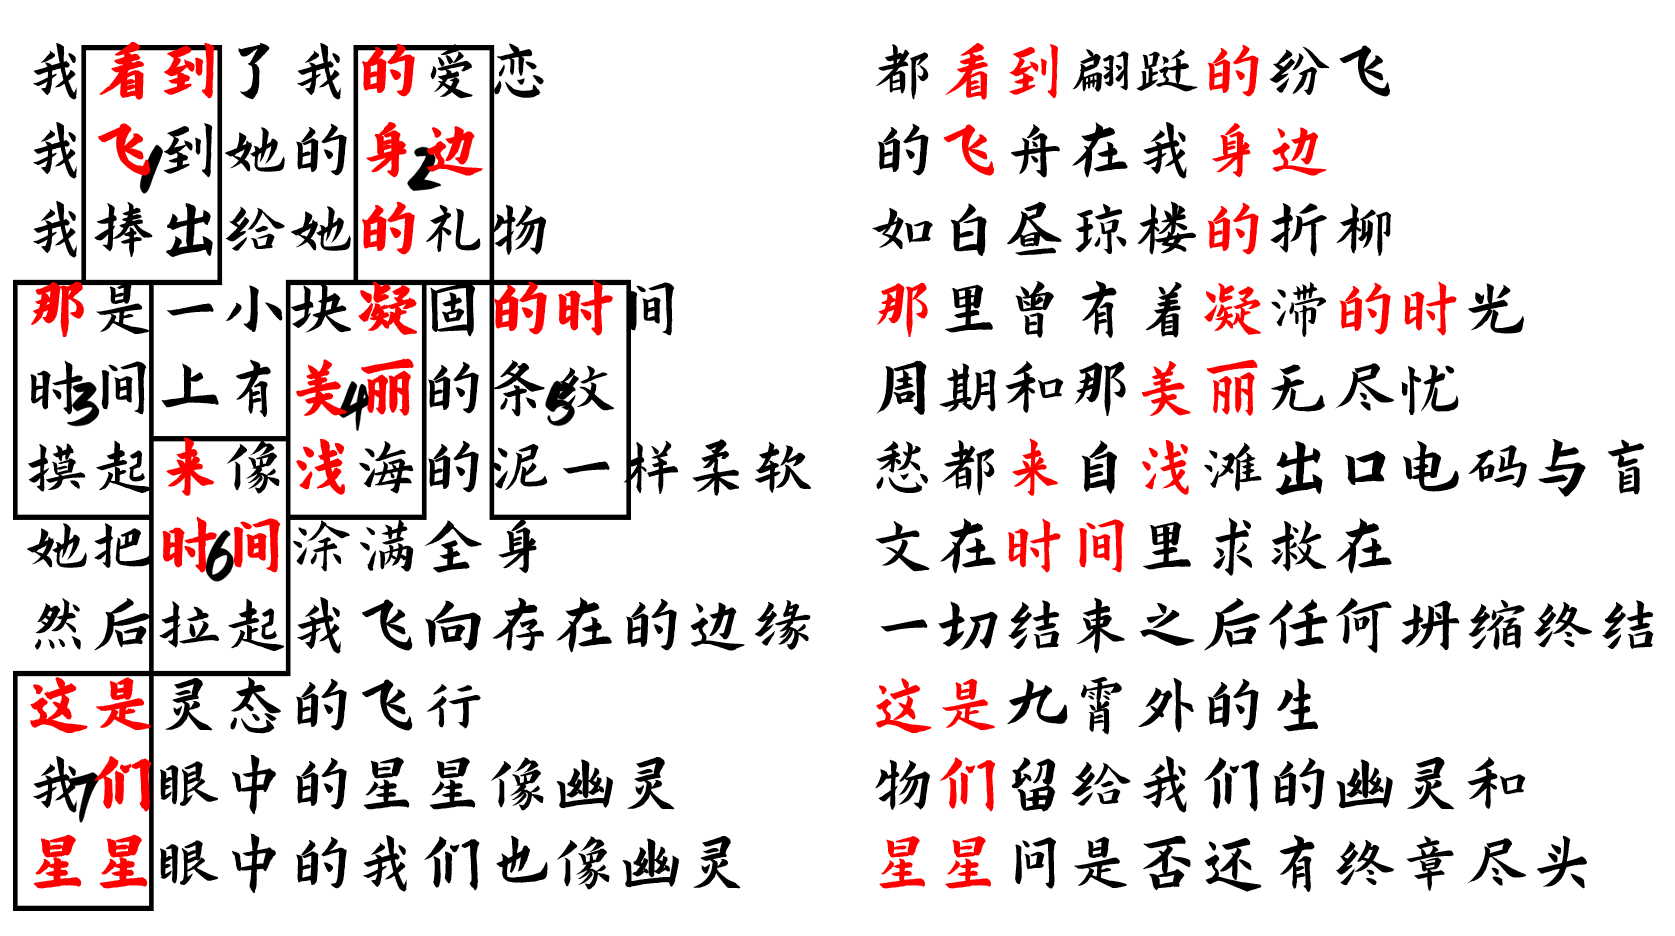 我看到了我的爱恋
我飞到她的身边
我捧出给她的礼物
那是一小块凝固的时间
时间上有美丽的条纹
摸起来像浅海的泥一样柔软
她把时间涂满全身
然后拉起我飞向存在的边缘
这是灵态的飞行
我们眼中的星星像幽灵
星星眼中的我们也像幽灵
1
2
3
4
5
6
7
都看到翩跹的纷飞
的飞舟在我身边
如白昼琼楼的折柳
那里曾有着凝滞的时光
周期和那美丽无尽忧
愁都来自浅滩出口电码与盲
文在时间里求救在
一切结束之后任何坍缩终结
这是九霄外的生
物们留给我们的幽灵和
星星问是否还有终章尽头